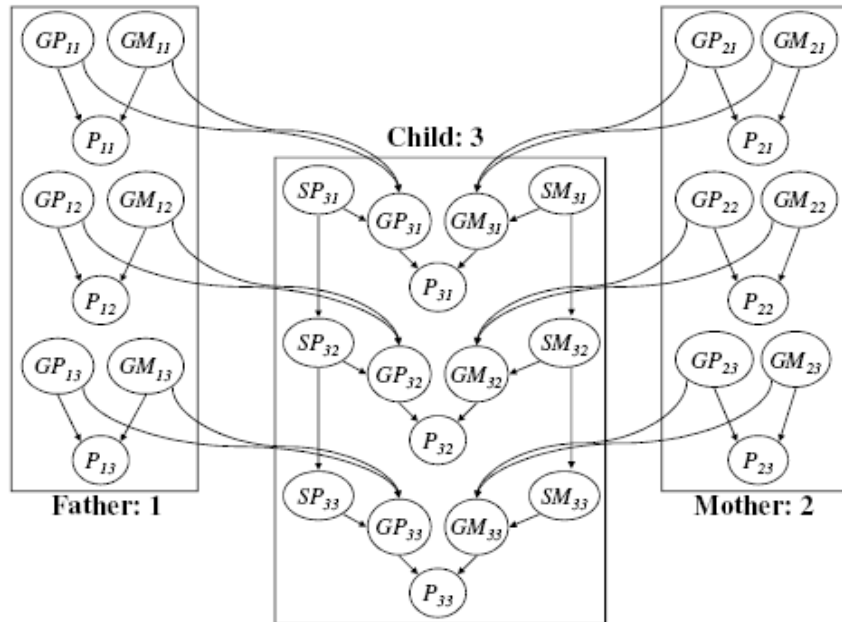 GP11 GM11 GP21 GM21
P11 P21
Child: 3
SP31 SM31
GP12 GM12 GP31 GM31 GP22 GM22
P12 P31 P22
SP32 SM32
GP13 GM13 GP32 GM32 GP23 GM23
P13 P32 P23
SP33 SM33
Father: 1 Mother: 2
GP33 GM33
P33